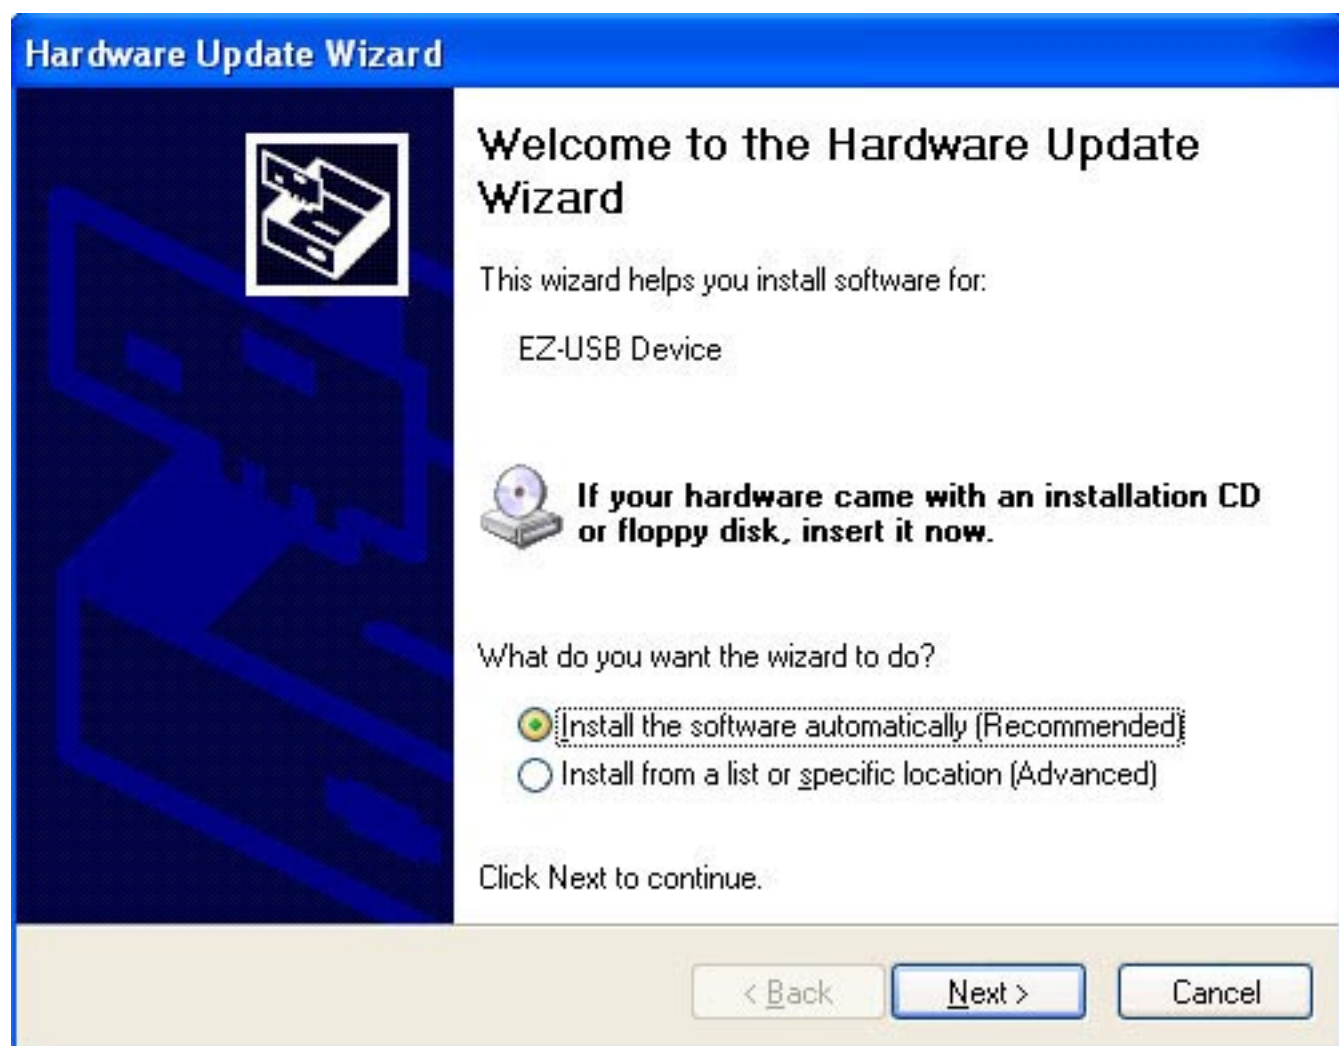 Hardware Update Wizard
Welcome to the Hardware Update
Wizard
This wizard helps you install software for:
EZ-USB Device
If your hardware came with an installation CD
or floppy disk, insert it now.
What do you want the wizard to do?
Install the software automatically (Recommended)
Install from a list or specific location (Advanced)
Click Next to continue.
< Back
Next >
Cancel